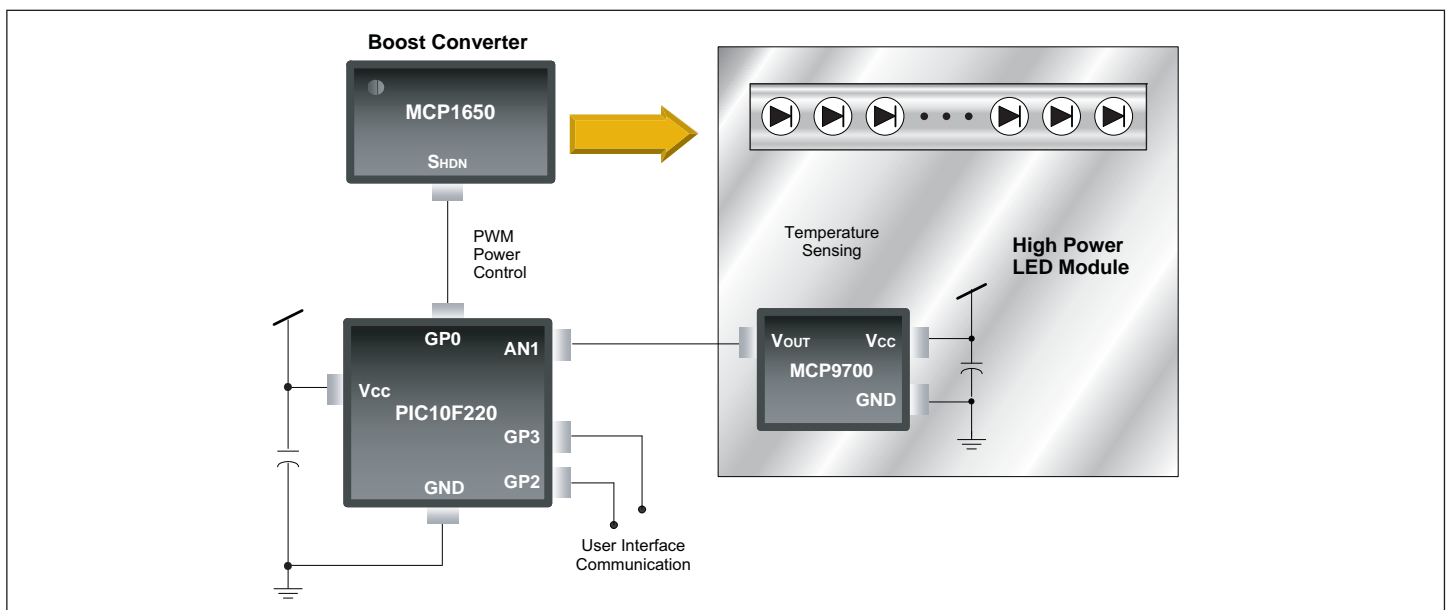 Boost Converter
MCP1650
SHDN
PWM
Power
Control
GP0
AN1
Vcc
PIC10F220
GP3
GP2
GND
User Interface
Communication
Temperature
Sensing
High Power
LED Module
VOUT
Vcc
MCP9700
GND